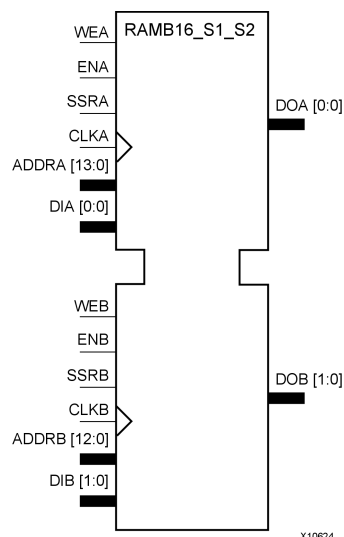 RAMB16_S1_S2
WEA
ENA
SSRA
CLKA
ADDRA [13:0]
DIA [0:0]
DOA [0:0]
WEB
ENB
SSRB
CLKB
ADDRB [12:0]
DIB [1:0]
DOB [1:0]
X10624